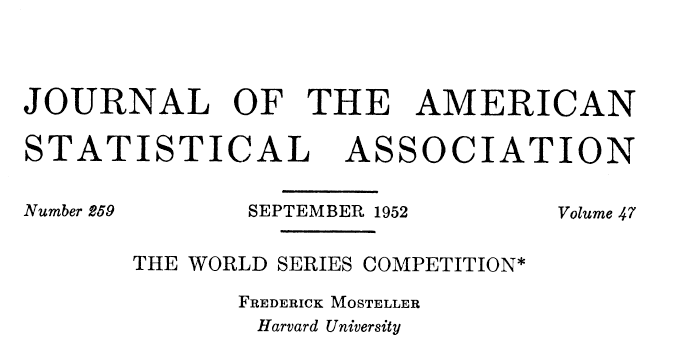 JOURNAL OF THE AMERICAN
STATISTICAL ASSOCIATION
Number 259 SEPTEMBER 1952 Volume 47
THE WORLD SERIES COMPETITION*
FREDERICK MOSTELLER
Harvard University